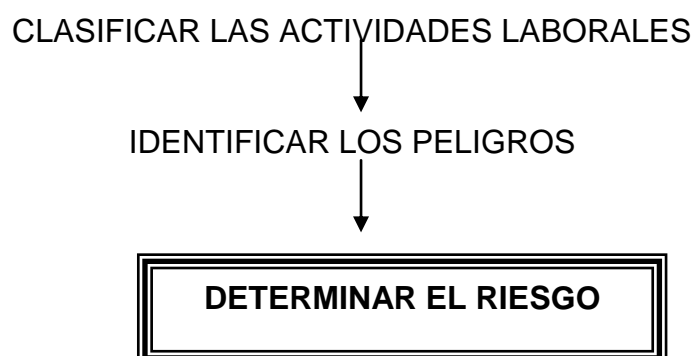 CLASIFICAR LAS ACTIVIDADES LABORALES
IDENTIFICAR LOS PELIGROS
DETERMINAR EL RIESGO